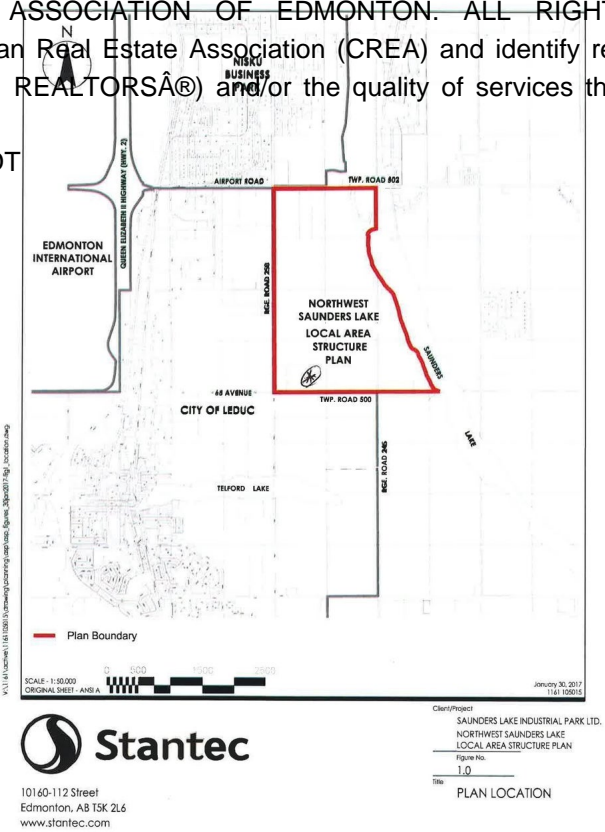 ASSOCIATION OF EDMONTON. ALL RIGHT
an Real Estate Association (CREA) and identify re
REALTORSÂ®) and/or the quality of services th
OT
N
NISKU
BUSINESS
PARK
QUEEN ELIZABETH II HIGHWAY (HWY. 2)
AIRPORT ROAD
TWP. ROAD 502
EDMONTON
INTERNATIONAL
AIRPORT
RGE. ROAD 250
NORTHWEST
SAUNDERS LAKE
LOCAL AREA
STRUCTURE
PLAN
SAUNDERS
LAKE
65 AVENUE
TWP. ROAD 500
CITY OF LEDUC
RGE. ROAD 245
TELFORD LAKE
Plan Boundary
0 500 1500 2500
SCALE - 1: 50,000
ORIGINAL SHEET - ANSI A
January 30, 2017
1161 105015
Stantec
10160-112 Street
Edmonton, AB T5K 2L6
www.stantec.com
Client/Project
SAUNDERS LAKE INDUSTRIAL PARK LTD.
NORTHWEST SAUNDERS LAKE
LOCAL AREA STRUCTURE PLAN
Figure No.
1.0
Title
PLAN LOCATION